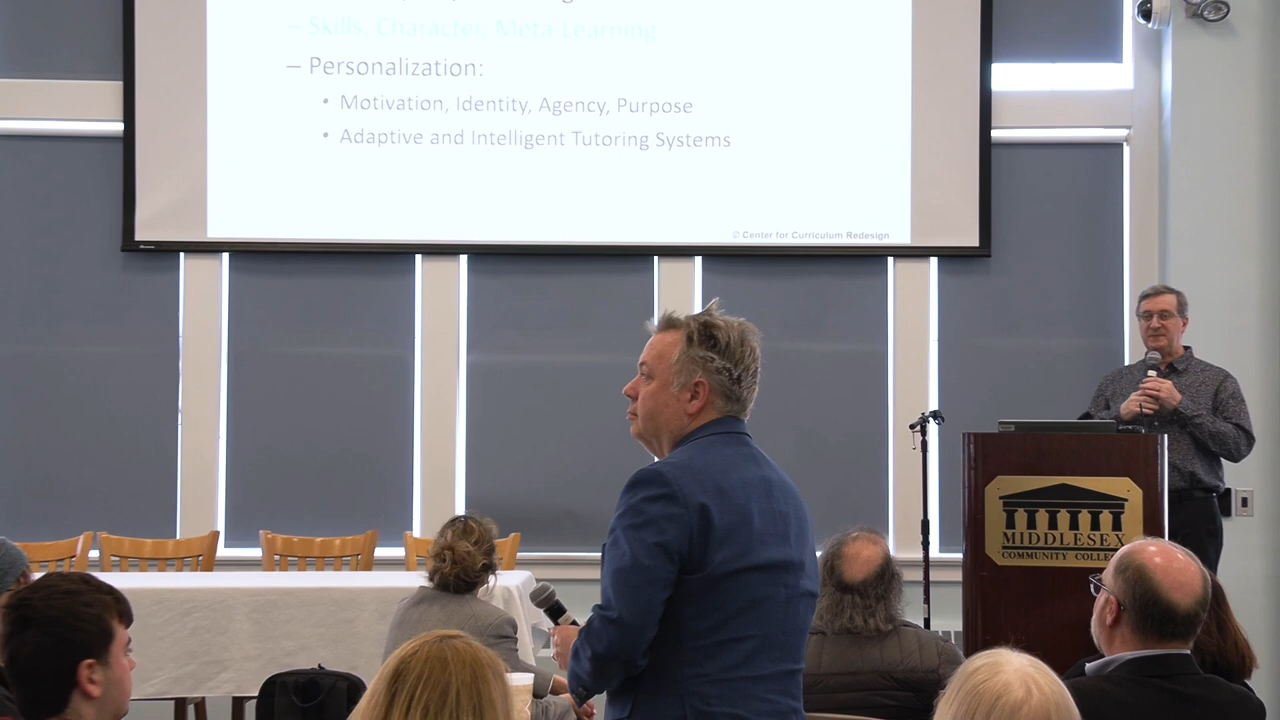 – Skills, Character, Meta-Learning
– Personalization:
• Motivation, Identity, Agency, Purpose
• Adaptive and Intelligent Tutoring Systems
© Center for Curriculum Redesign
MIDDLESEX
COMMUNITY COLLEG